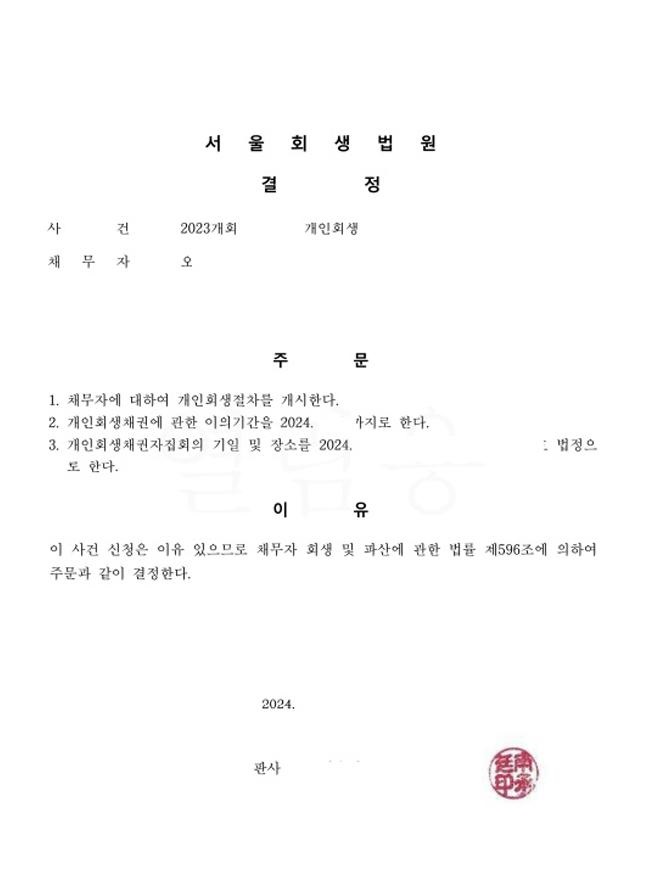 서울회생법원
결정
사건 2023개회 개인회생
채무자 오
주문
1. 채무자에 대하여 개인회생절차를 개시한다.
2. 개인회생채권에 관한 이의기간을 2024. 까지로 한다.
3. 개인회생채권자집회의 기일 및 장소를 2024. 법정으
로 한다.
이유
이 사건 신청은 이유 있으므로 채무자 회생 및 파산에 관한 법률 제596조에 의하여
주문과 같이 결정한다.
2024.
판사